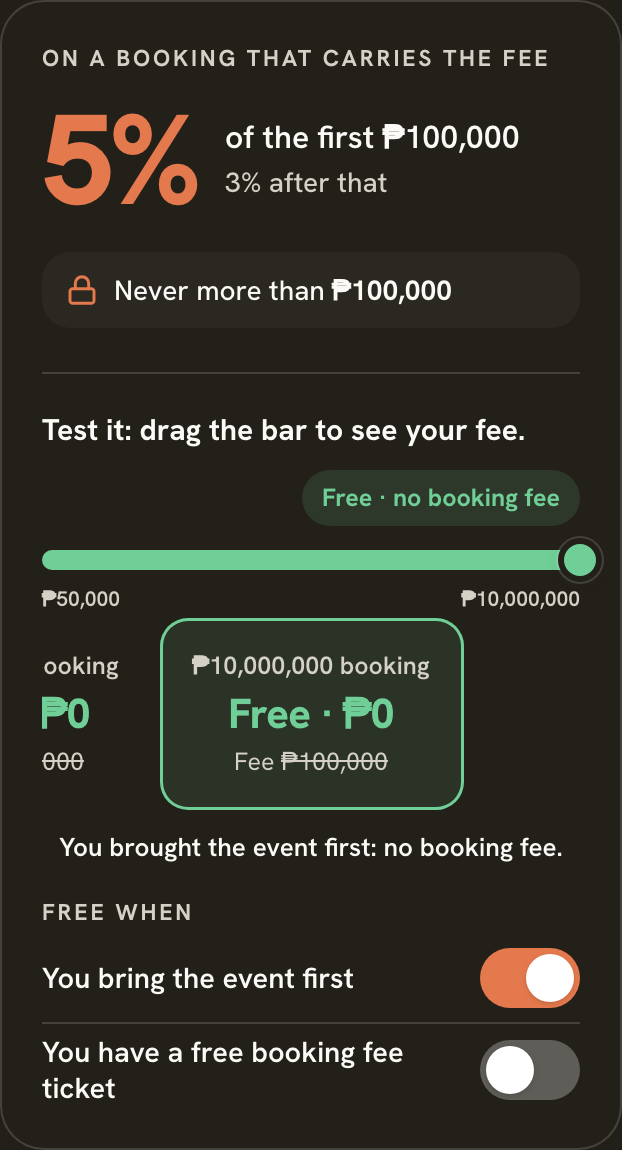 ON A BOOKING THAT CARRIES THE FEE
5%
of the first ₱100,000
3% after that
Never more than ₱100,000
Test it: drag the bar to see your fee.
Free · no booking fee
₱50,000
₱10,000,000
ooking
₱0
000
₱10,000,000 booking
Free · ₱0
Fee ₱100,000
You brought the event first: no booking fee.
FREE WHEN
You bring the event first
You have a free booking fee
ticket